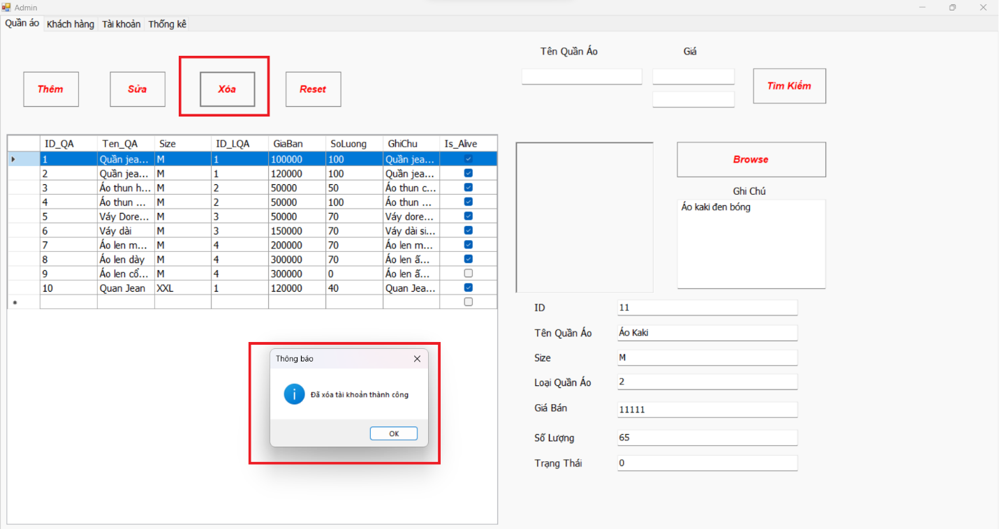 Admin
Quần áo Khách hàng Tài khoản Thống kê
Tên Quần Áo Giá
Thêm Sửa Xóa Reset Tìm Kiếm
ID_QA Ten_QA Size ID_LQA GiaBan SoLuong GhiChu Is_Alive
1 Quần jea... M 1 100000 100 Quần jea...
2 Quần jea... M 1 120000 100 Quần jea...
3 Áo thun h... M 2 50000 50 Áo thun c...
4 Áo thun ... M 2 50000 100 Áo thun ...
5 Váy Dore... M 3 50000 70 Váy dore...
6 Váy dài M 3 150000 70 Váy dài si...
7 Áo len m... M 4 200000 70 Áo len m...
8 Áo len dày M 4 300000 70 Áo len ấ...
9 Áo len cổ... M 4 300000 0 Áo len ấ...
10 Quan Jean XXL 1 120000 40 Quan Jea...
Browse
Ghi Chú
Áo kaki đen bóng
ID 11
Tên Quần Áo Áo Kaki
Size M
Loại Quần Áo 2
Giá Bán 11111
Số Lượng 65
Trạng Thái 0
Thông báo
Đã xóa tài khoản thành công
OK